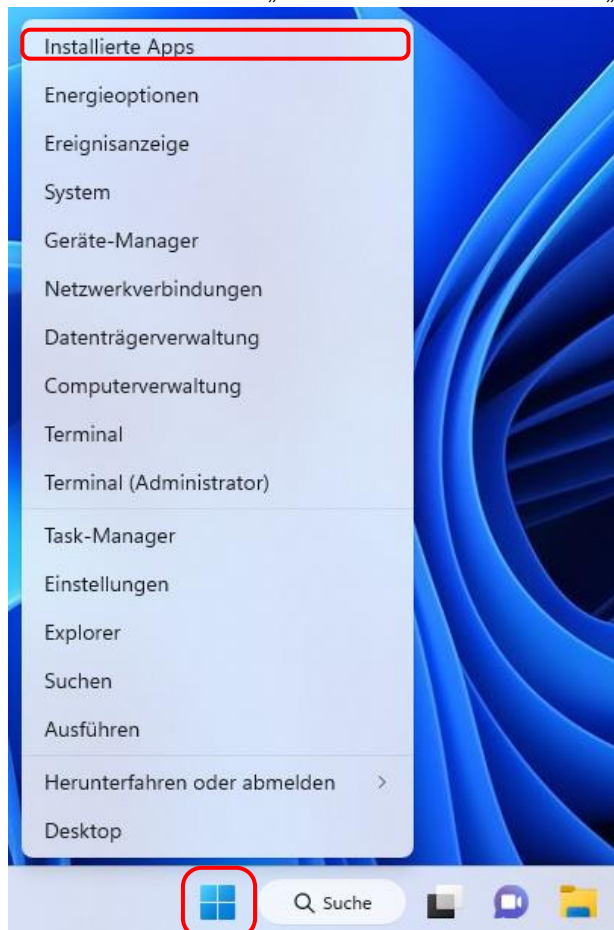 Installierte Apps
Energieoptionen
Ereignisanzeige
System
Geräte-Manager
Netzwerkverbindungen
Datenträgerverwaltung
Computerverwaltung
Terminal
Terminal (Administrator)
Task-Manager
Einstellungen
Explorer
Suchen
Ausführen
Herunterfahren oder abmelden
Desktop
Suche